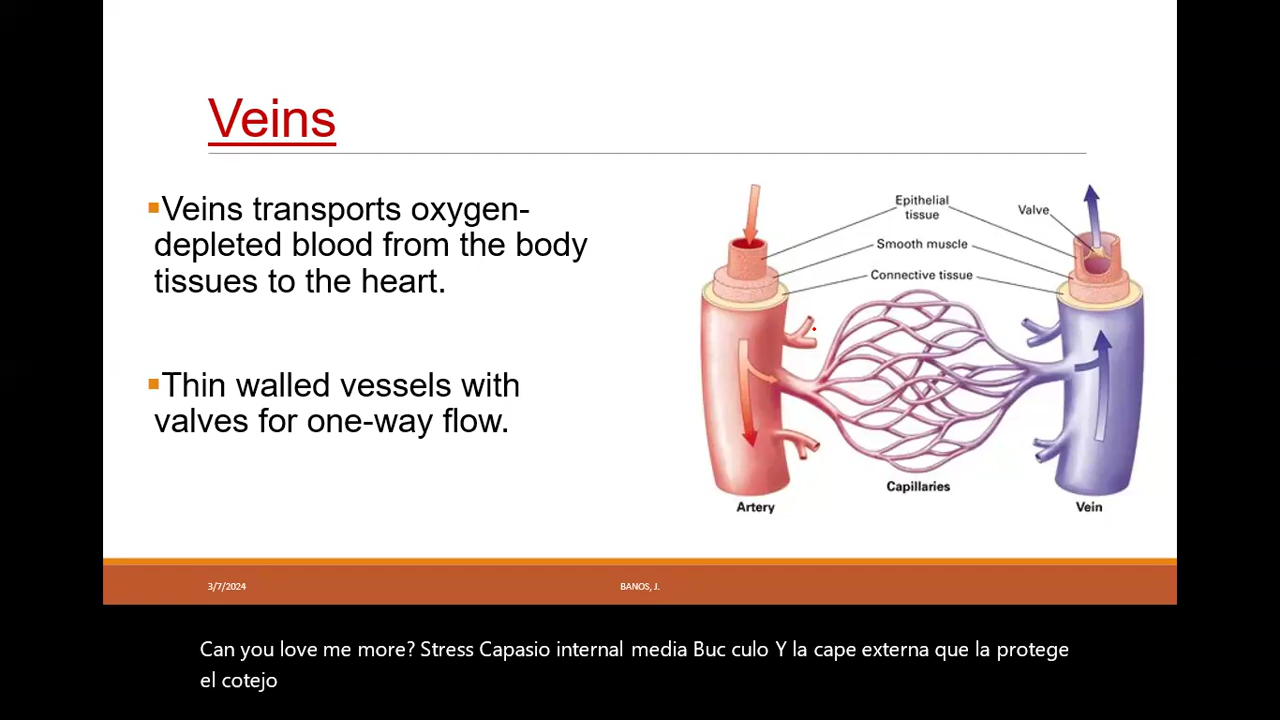 Veins
▪Veins transports oxygen-
depleted blood from the body
tissues to the heart.
▪Thin walled vessels with
valves for one-way flow.
Epithelial
tissue
Valve
Smooth muscle
Connective tissue
Capillaries
Artery
Vein
3/7/2024
BANOS, J.
Can you love me more? Stress Capasio internal media Buc culo Y la cape externa que la protege
el cotejo